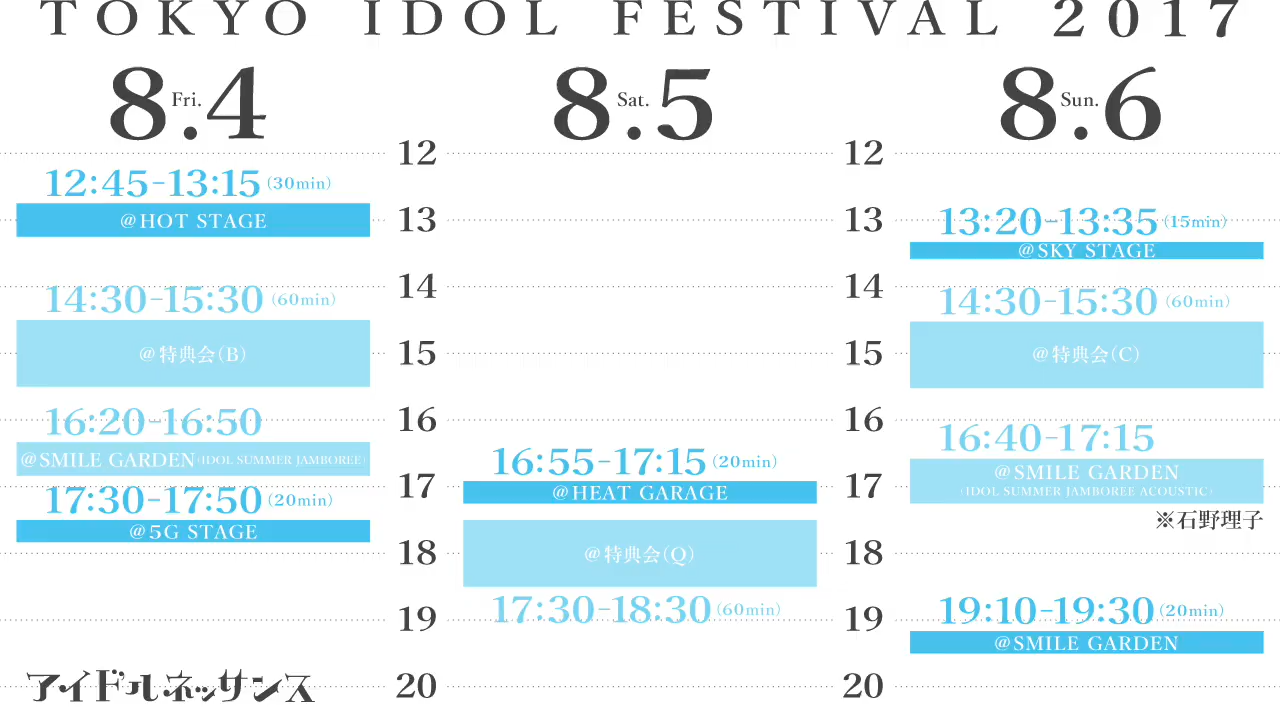 TOKYO IDOL FESTIVAL 2017
8.4 Fri.
12:45-13:15 (30min)
@HOT STAGE
14:30-15:30 (60min)
@特典会(B)
16:20-16:50
@SMILE GARDEN (IDOL SUMMER JAMBOREE)
17:30-17:50 (20min)
@5G STAGE
アイドルネッサンス
12
13
14
15
16
17
18
19
20
8.5 Sat.
16:55-17:15 (20min)
@HEAT GARAGE
@特典会(Q)
17:30-18:30 (60min)
12
13
14
15
16
17
18
19
20
8.6 Sun.
13:20-13:35 (15min)
@SKY STAGE
14:30-15:30 (60min)
@特典会(C)
16:40-17:15
@SMILE GARDEN
(IDOL SUMMER JAMBOREE ACOUSTIC)
※石野理子
19:10-19:30 (20min)
@SMILE GARDEN